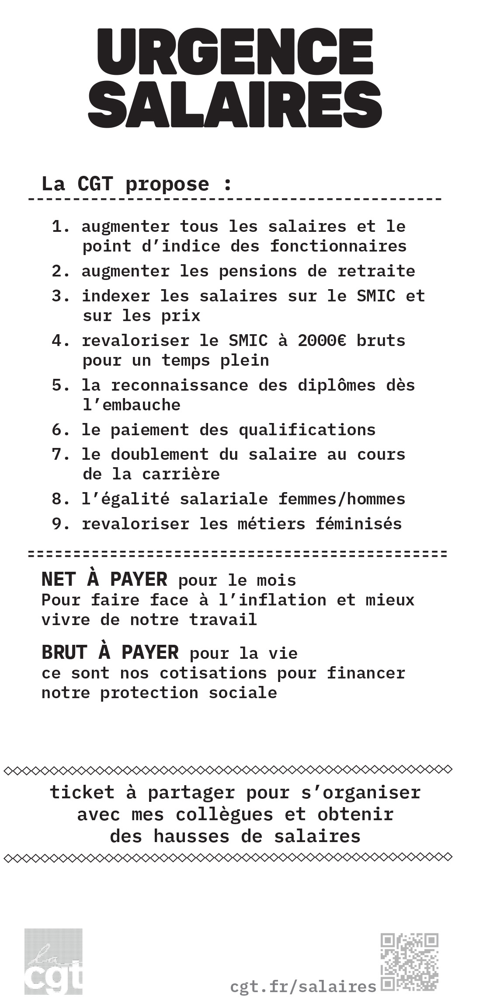 URGENCE
SALAIRES
La CGT propose :
1. augmenter tous les salaires et le
point d’indice des fonctionnaires
2. augmenter les pensions de retraite
3. indexer les salaires sur le SMIC et
sur les prix
4. revaloriser le SMIC à 2000€ bruts
pour un temps plein
5. la reconnaissance des diplômes dès
l’embauche
6. le paiement des qualifications
7. le doublement du salaire au cours
de la carrière
8. l’égalité salariale femmes/hommes
9. revaloriser les métiers féminisés
NET À PAYER pour le mois
Pour faire face à l’inflation et mieux
vivre de notre travail
BRUT À PAYER pour la vie
ce sont nos cotisations pour financer
notre protection sociale
ticket à partager pour s’organiser
avec mes collègues et obtenir
des hausses de salaires
la
cgt
cgt.fr/salaires